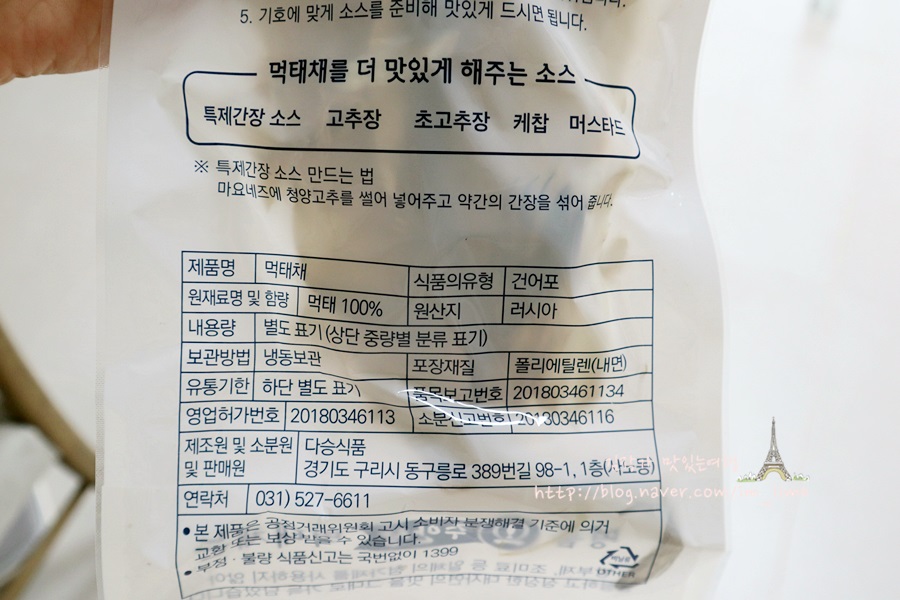 5. 기호에 맞게 소스를 준비해 맛있게 드시면 됩니다.
먹태채를 더 맛있게 해주는 소스
특제간장 소스 고추장 초고추장 케찹 머스타드
※ 특제간장 소스 만드는 법
마요네즈에 청양고추를 썰어 넣어주고 약간의 간장을 섞어 줍니다.
제품명 먹태채 식품의유형 건어포
원재료명 및 함량 먹태 100% 원산지 러시아
내용량 별도 표기 (상단 중량별 분류 표기)
보관방법 냉동보관 포장재질 폴리에틸렌(내면)
유통기한 하단 별도 표기 품목보고번호 201803461134
영업허가번호 20180346113 소분신고번호 20180346116
제조원 및 소분원 및 판매원 다승식품
경기도 구리시 동구릉로 389번길 98-1, 1층(사노동)
연락처 031) 527-6611
• 본 제품은 공정거래위원회 고시 소비자 분쟁해결 기준에 의거
교환 또는 보상 받을 수 있습니다.
• 부정·불량 식품신고는 국번없이 1399
OTHER
맛있는
http://blog.naver.com